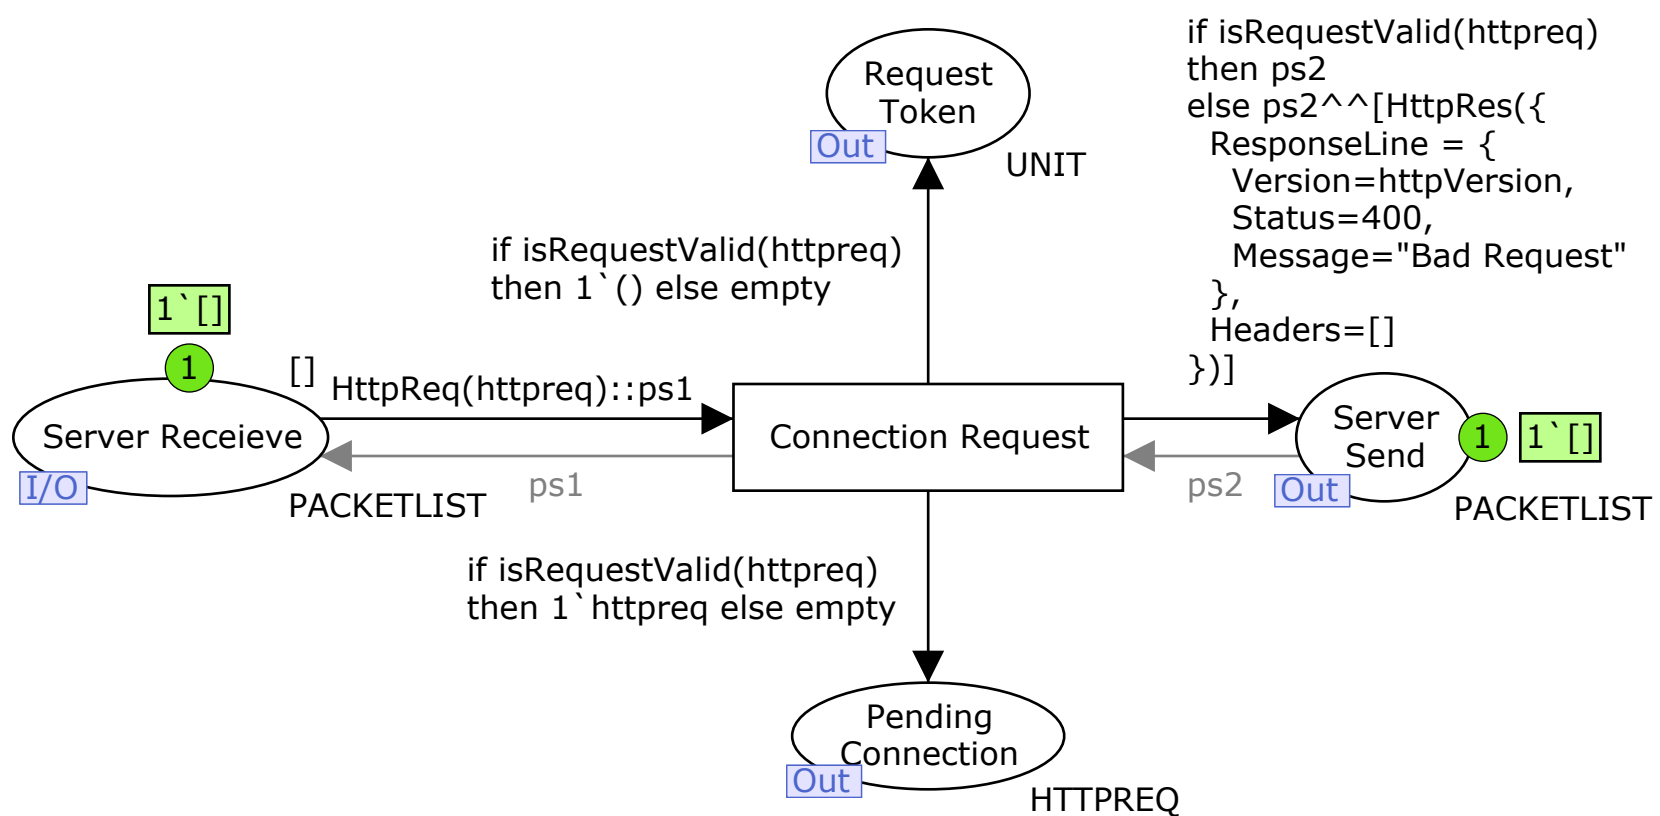 Request
Token
Out
UNIT
if isRequestValid(httpreq)
then ps2
else ps2^^[HttpRes({
ResponseLine = {
Version=httpVersion,
Status=400,
Message="Bad Request"
},
Headers=[]
})]
if isRequestValid(httpreq)
then 1`() else empty
1`[]
1
[]
HttpReq(httpreq)::ps1
Server Receieve
I/O
PACKETLIST
ps1
Connection Request
ps2
Server
Send
Out
1
1`[]
PACKETLIST
if isRequestValid(httpreq)
then 1`httpreq else empty
Pending
Connection
Out
HTTPREQ